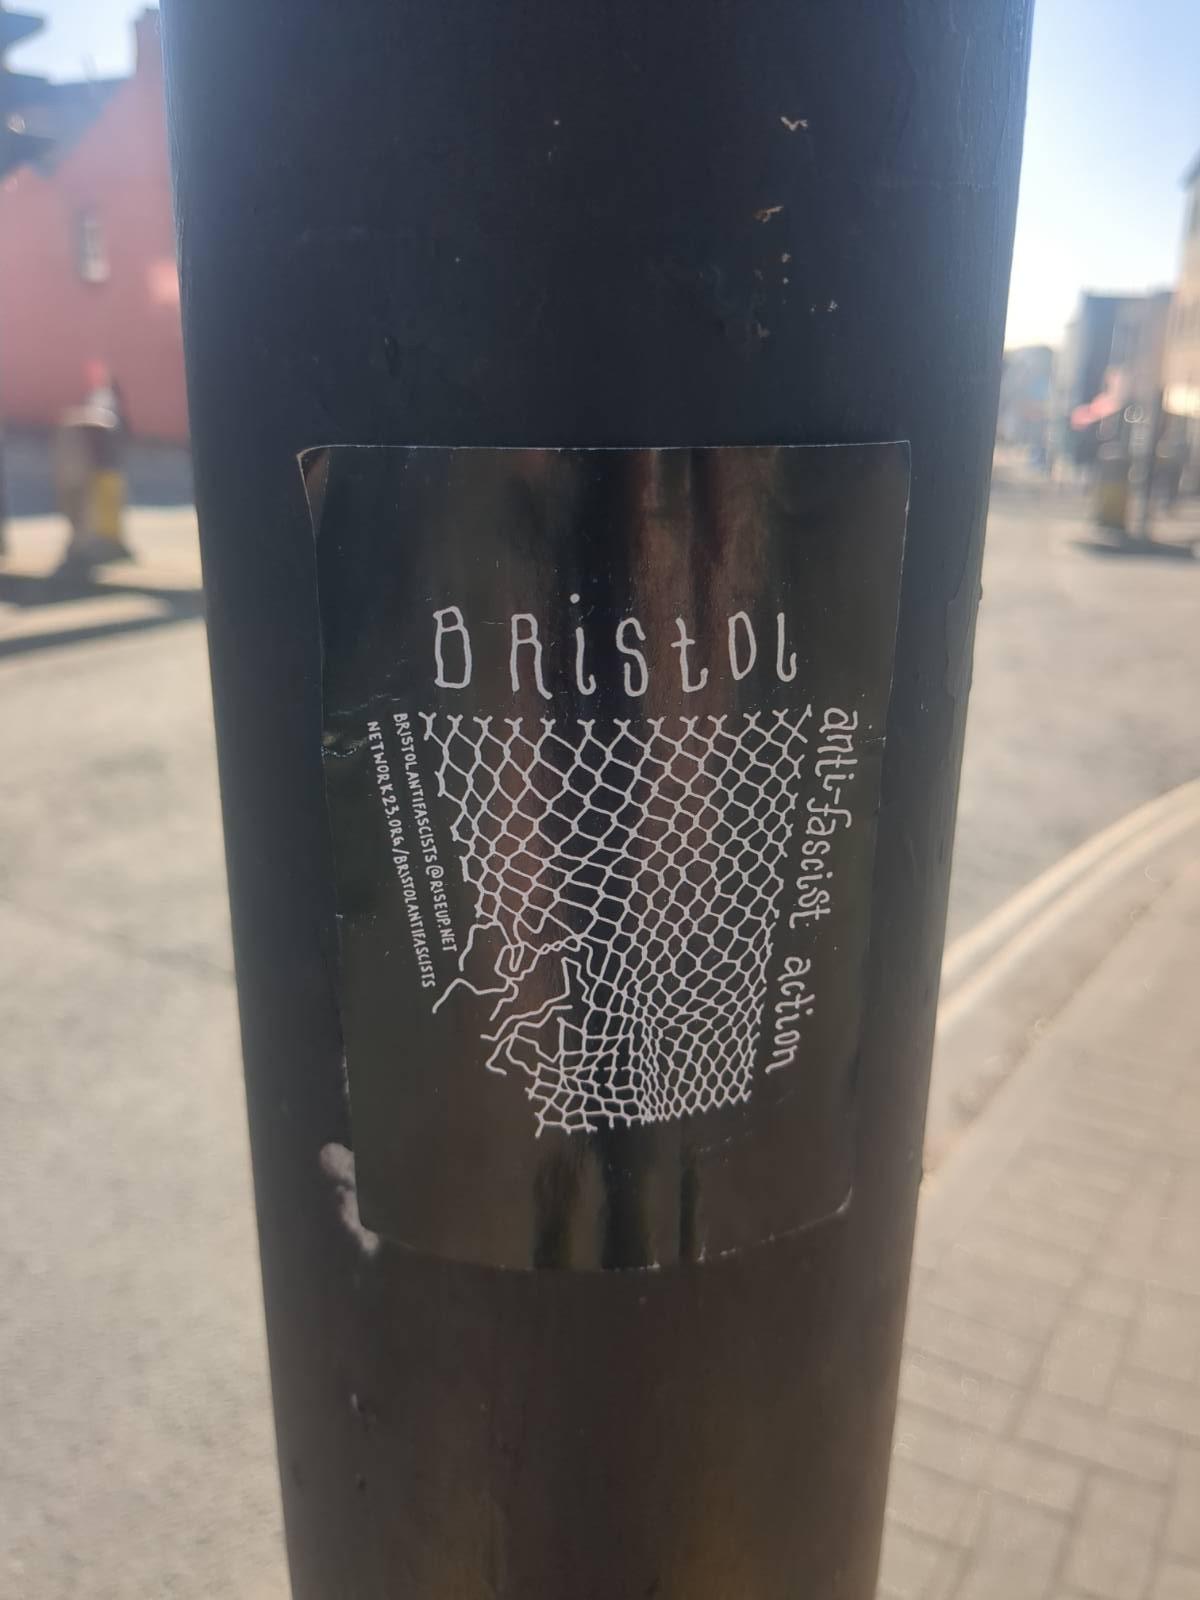 BRistol
anti-fascist action
BRISTOLANTIFASCISTS@RISEUP.NET
NETWORK23.ORG/BRISTOLANTIFASCISTS